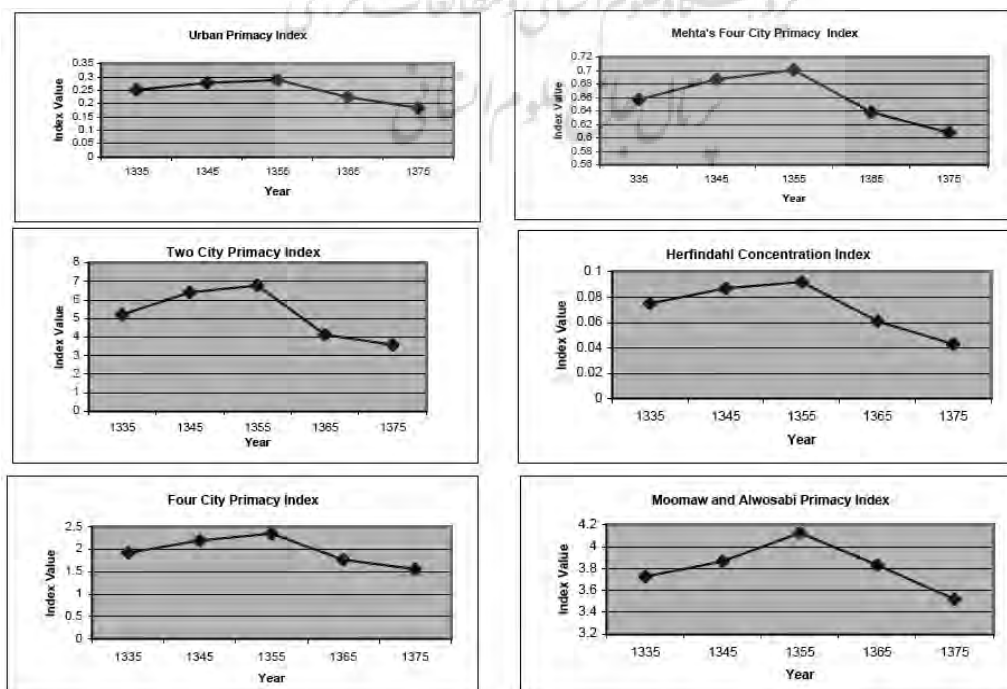 Urban Primacy Index
Index Value
0.35
0.3
0.25
0.2
0.15
0.1
0.05
0
1335 1345 1355 1365 1375
Year
Mehta's Four City Primacy Index
Index Value
0.72
0.7
0.68
0.66
0.64
0.62
0.6
0.58
0.56
335 1345 1355 1365 1375
Year
Two City Primacy Index
Index Value
8
7
6
5
4
3
2
1
0
1335 1345 1355 1365 1375
Year
Herfindahl Concentration Index
Index Value
0.1
0.08
0.06
0.04
0.02
0
1335 1345 1355 1365 1375
Year
Four City Primacy Index
Index Value
2.5
2
1.5
1
0.5
0
1335 1345 1355 1365 1375
Year
Moomaw and Alwosabi Primacy Index
Index Value
4.2
4
3.8
3.6
3.4
3.2
1335 1345 1355 1365 1375
Year
علوم انسانی